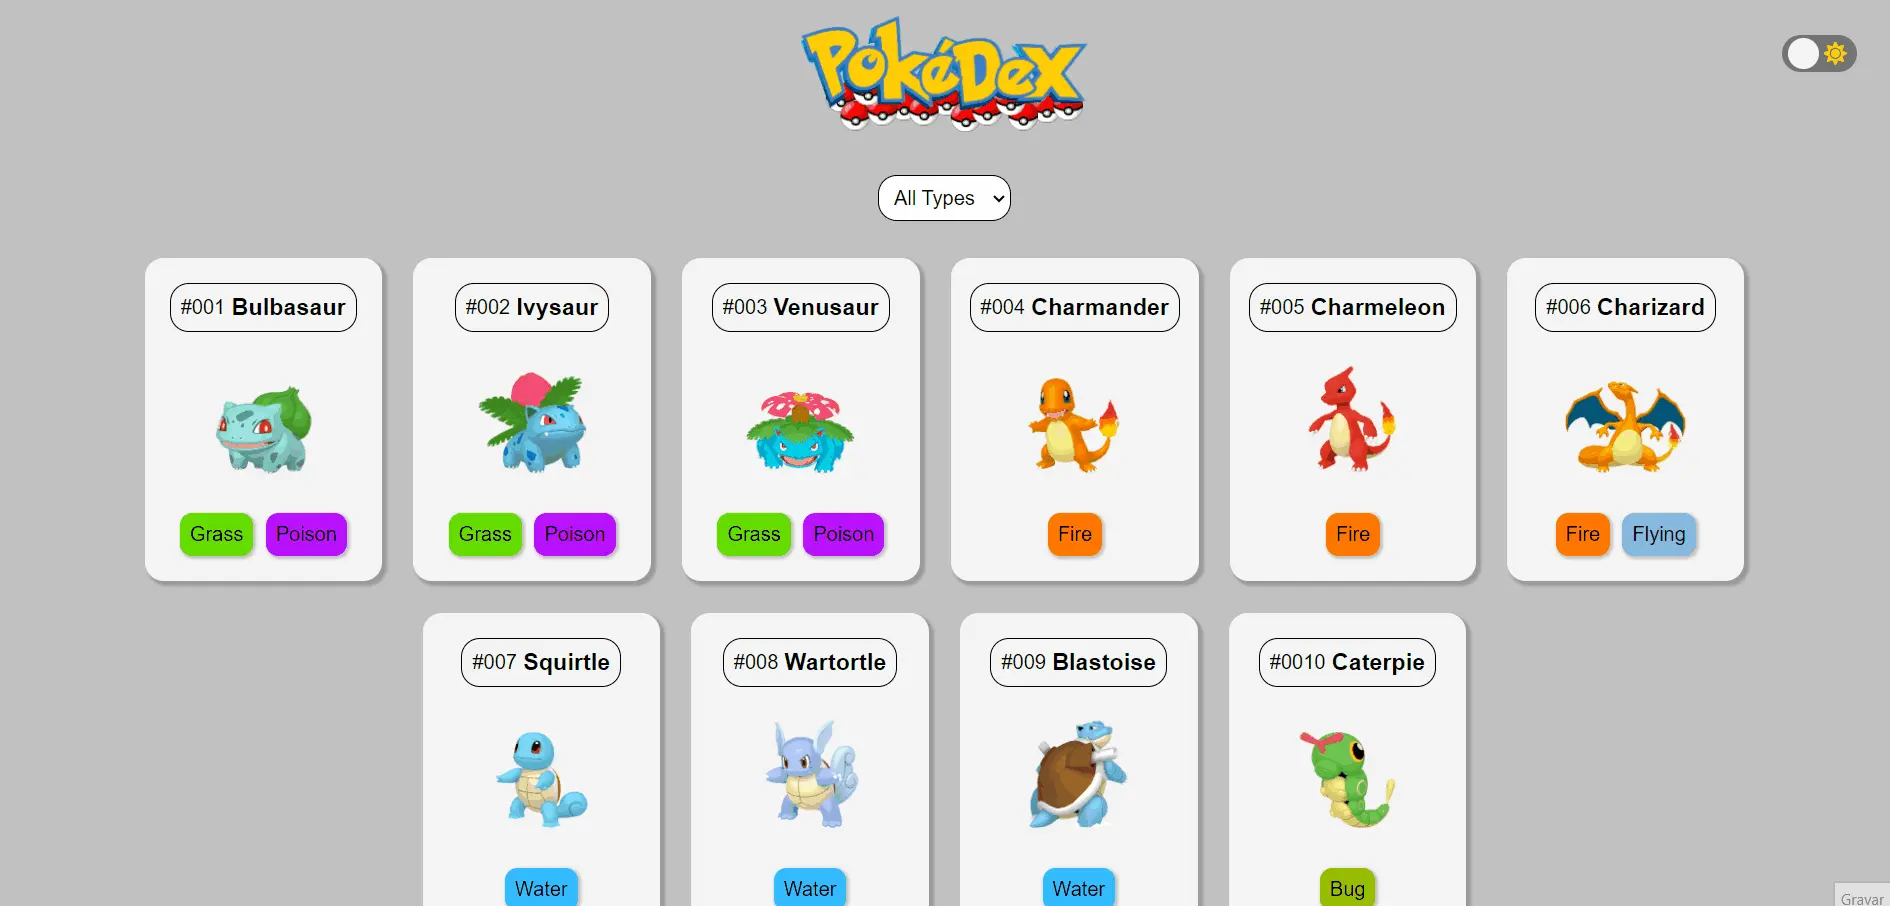 PokéDex
All Types
#001 Bulbasaur
#002 Ivysaur
#003 Venusaur
#004 Charmander
#005 Charmeleon
#006 Charizard
Grass Poison
Grass Poison
Grass Poison
Fire
Fire
Fire Flying
#007 Squirtle
#008 Wartortle
#009 Blastoise
#0010 Caterpie
Water
Water
Water
Bug
Gravar